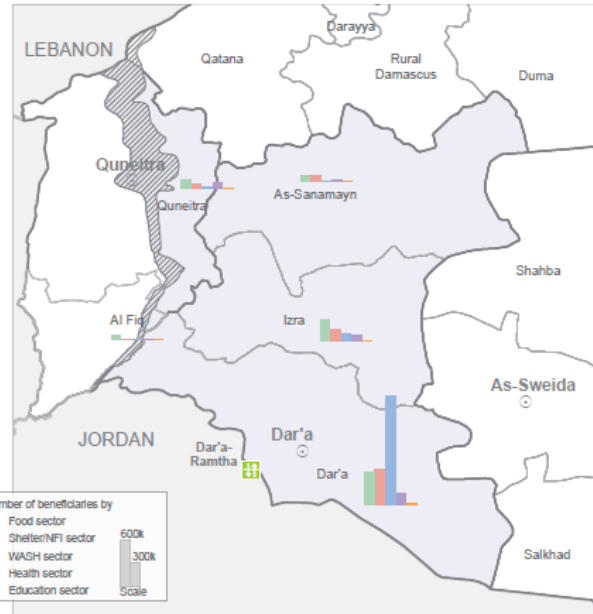 Darayya
LEBANON
Qatana
Rural
Damascus
Duma
Quneitra
Quneitra
As-Sanamayn
Shahba
Al Fiq
Izra
As-Sweida
JORDAN
Dar'a-
Ramtha
Dar'a
Dar'a
Salkhad
mber of beneficiaries by
Food sector
Shelter/NFI sector
WASH sector
Health sector
Education sector
600k
300k
Scale